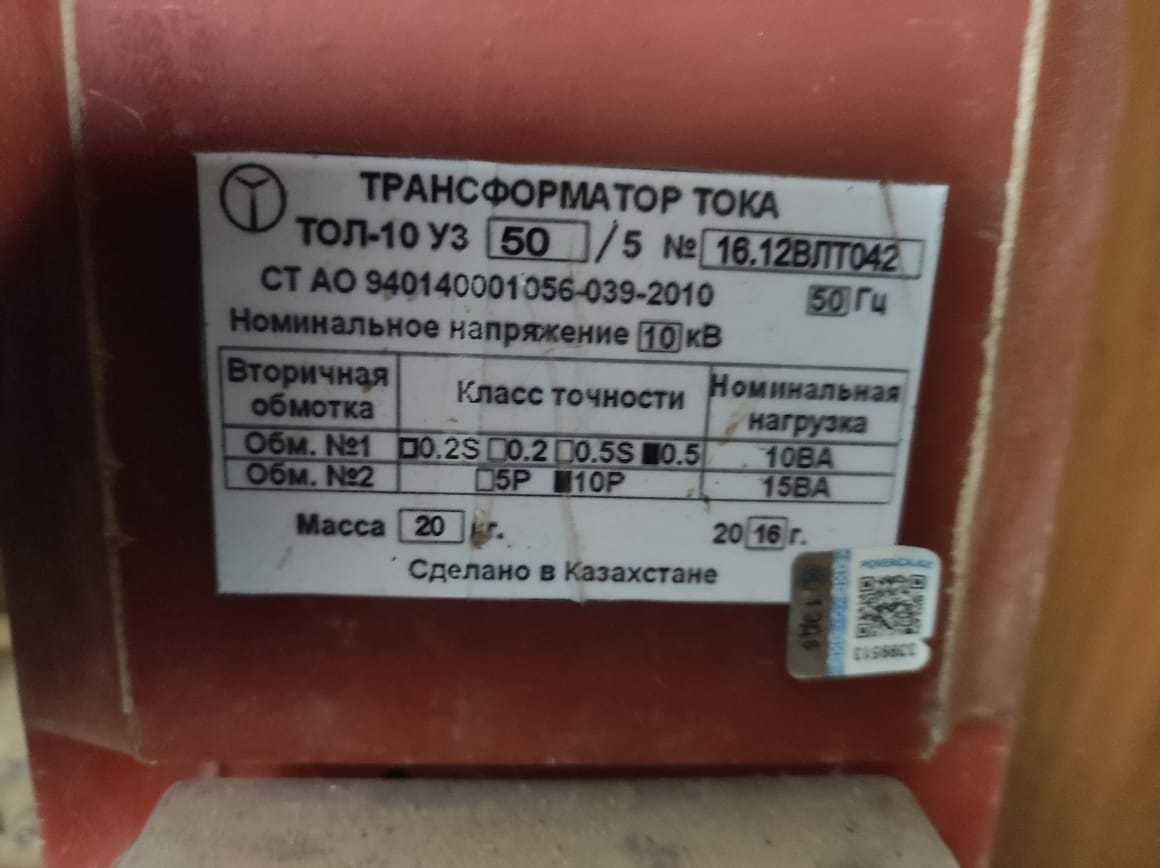 ТРАНСФОРМАТОР ТОКА
ТОЛ-10 У3 50 /5 № 16.12ВЛТ042
СТ АО 940140001056-039-2010 50 Гц
Номинальное напряжение 10 кВ
Вторичная обмотка Класс точности Номинальная нагрузка
Обм. №1 □0.2S □0.2 □0.5S ■0.5 10ВА
Обм. №2 □5P ■10P 15ВА
Масса 20 кг. 2016 г.
Сделано в Казахстане
3399513